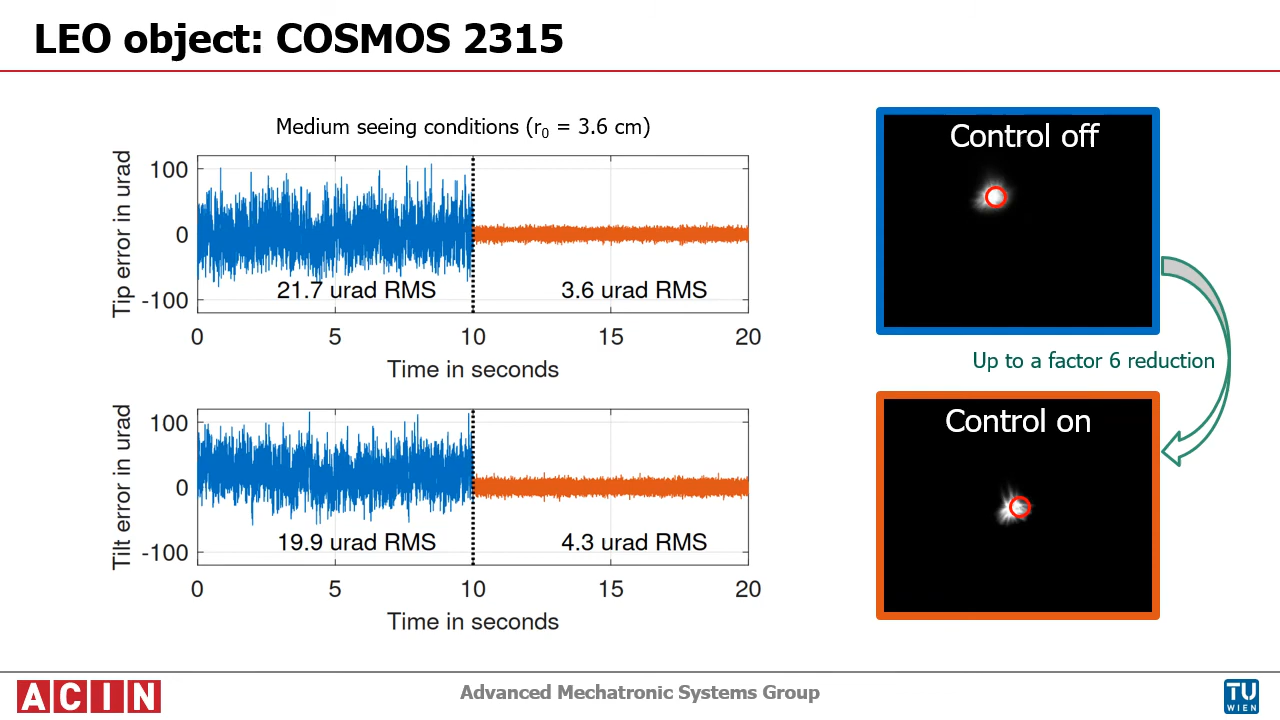 LEO object: COSMOS 2315
Medium seeing conditions (r0 = 3.6 cm)
Tip error in urad
100
0
-100
21.7 urad RMS
3.6 urad RMS
0 5 10 15 20
Time in seconds
Tilt error in urad
100
0
-100
19.9 urad RMS
4.3 urad RMS
0 5 10 15 20
Time in seconds
Control off
Up to a factor 6 reduction
Control on
ACIN
Advanced Mechatronic Systems Group
TU
WIEN